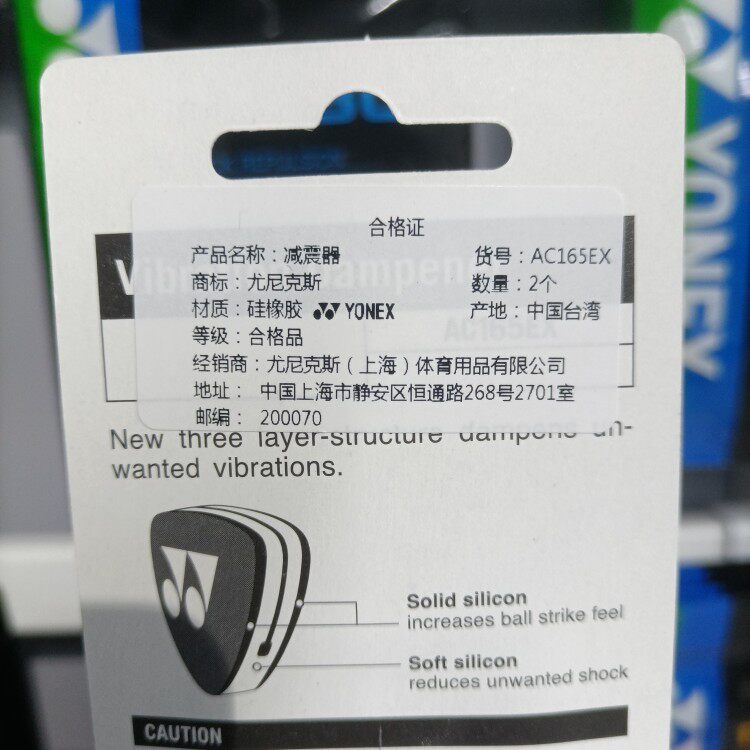 YONEX
合格证
产品名称：减震器 货号：AC165EX
商标：尤尼克斯 数量：2个
材质：硅橡胶 YONEX 产地：中国台湾
等级：合格品
经销商：尤尼克斯（上海）体育用品有限公司
地址： 中国上海市静安区恒通路268号2701室
邮编： 200070
Vibration Dampener
AC165EX
New three layer-structure dampens un-
wanted vibrations.
Solid silicon
increases ball strike feel
Soft silicon
reduces unwanted shock
CAUTION